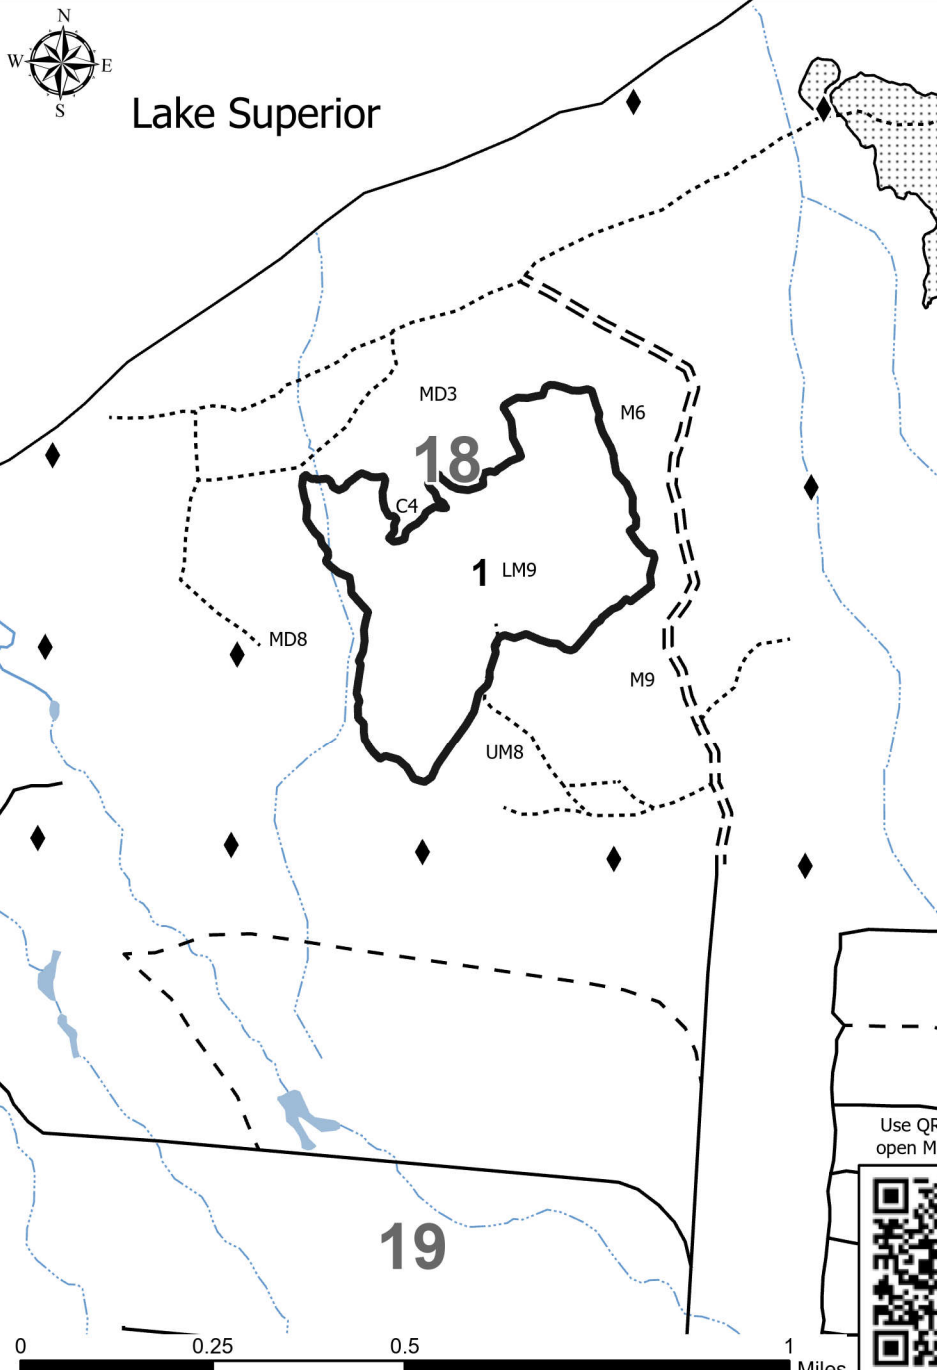 N
W E
S
Lake Superior
MD3
M6
18
C4
1 LM9
MD8
M9
UM8
Use QR
open M
19
0 0.25 0.5 1
Miles